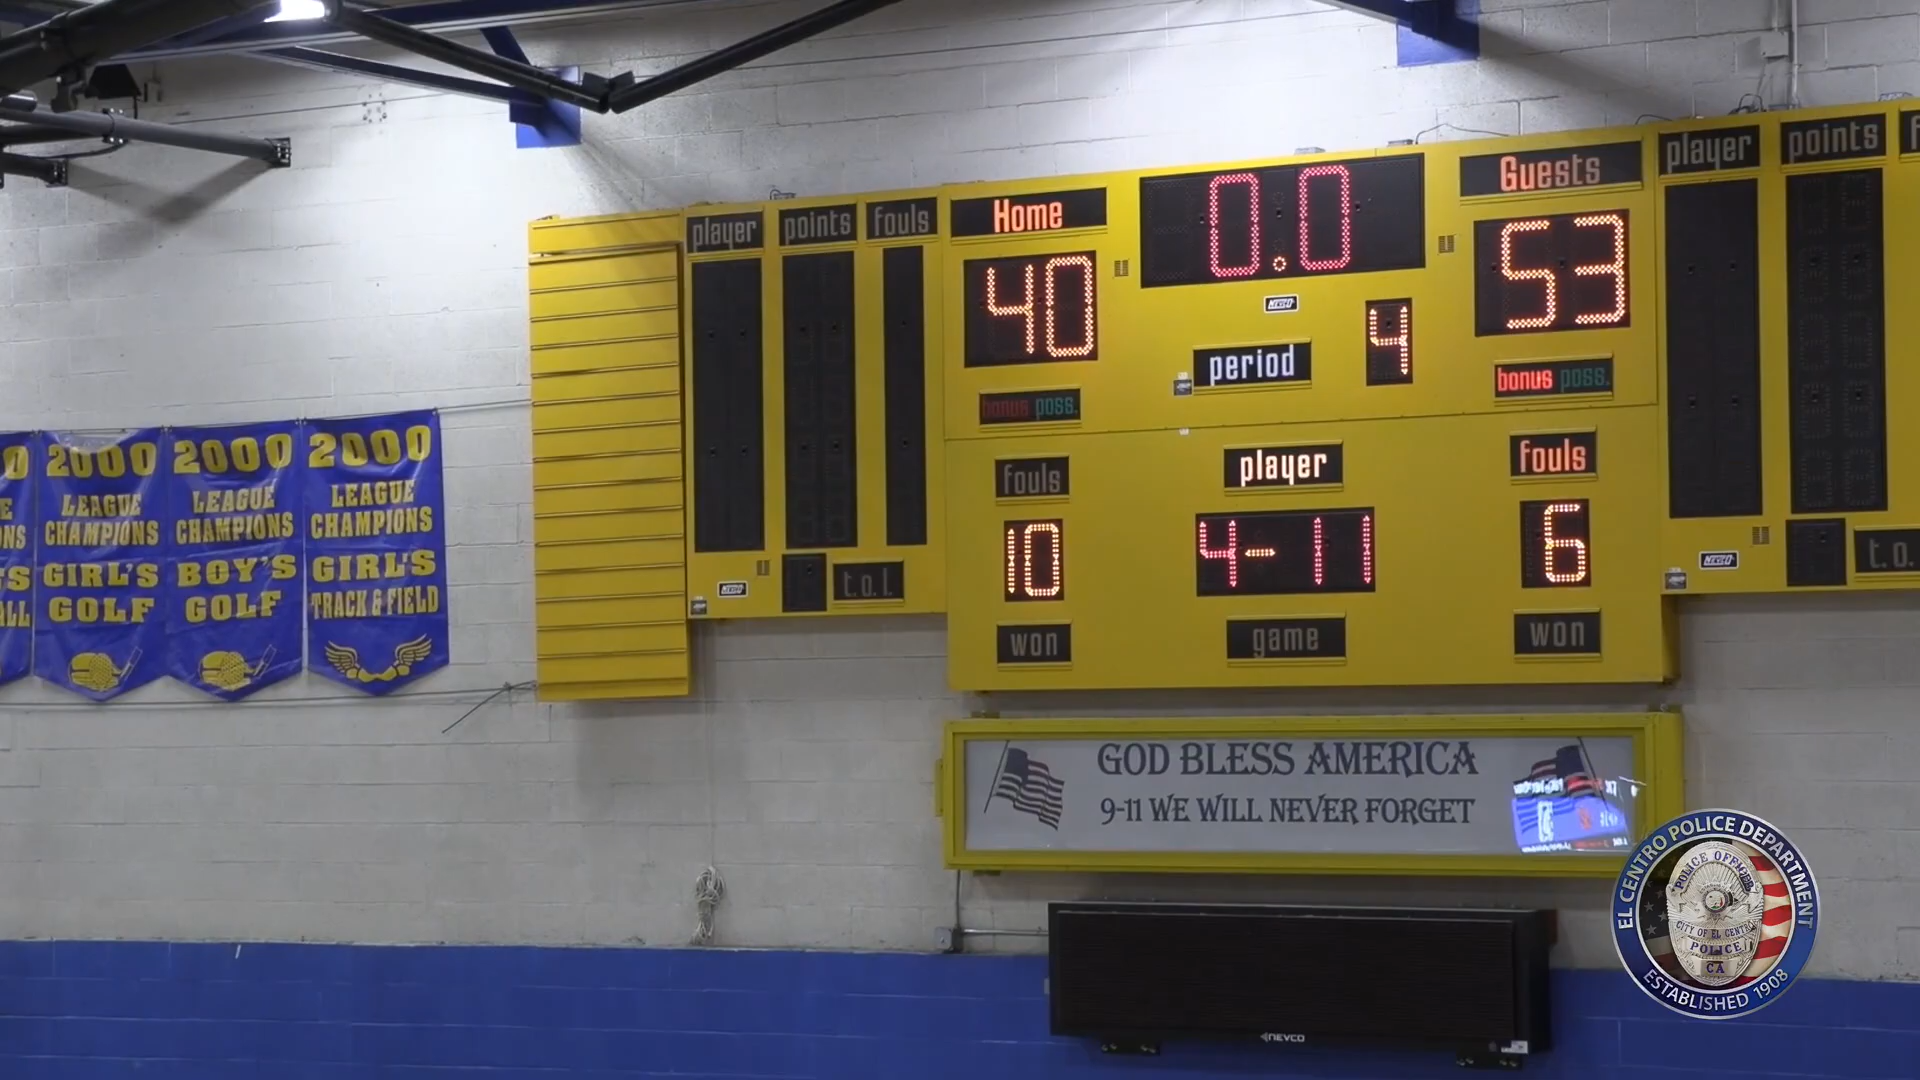 2000
LEAGUE
CHAMPIONS
GIRL'S
GOLF
2000
LEAGUE
CHAMPIONS
BOY'S
GOLF
2000
LEAGUE
CHAMPIONS
GIRL'S
TRACK & FIELD
player points fouls
t.o.l.
Home 0.0 Guests
40 53
period 4
bonus poss.
bonus poss.
fouls player fouls
10 4-11 6
won game won
player points
t.o.
GOD BLESS AMERICA
9-11 WE WILL NEVER FORGET
NEVCO
EL CENTRO POLICE DEPARTMENT
POLICE OFFICER
CITY OF EL CENTRO
POLICE
CA
ESTABLISHED 1908